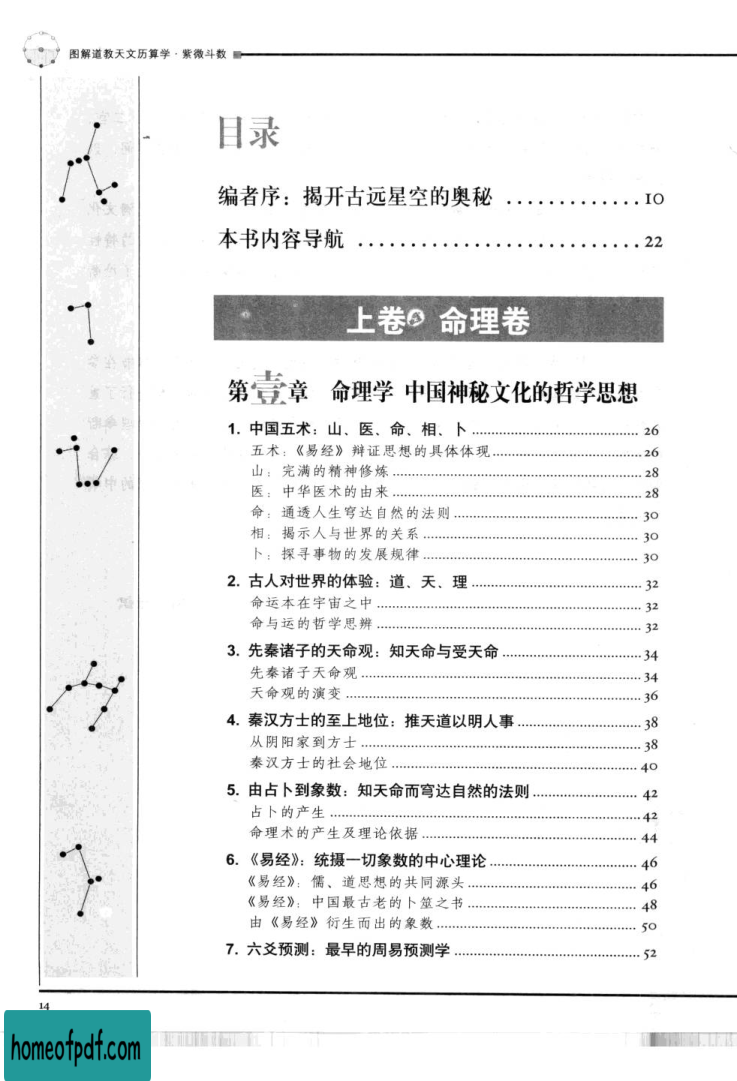 图解道教天文历算学·紫微斗数
目录
编者序：揭开古远星空的奥秘 .............10
本书内容导航 ...........................22
上卷 命理卷
第壹章 命理学 中国神秘文化的哲学思想
1. 中国五术：山、医、命、相、卜 ........ 26
五术：《易经》辩证思想的具体体现 ........ 26
山：完满的精神修炼 ........ 28
医：中华医术的由来 ........ 28
命：通透人生穹达自然的法则 ........ 30
相：揭示人与世界的关系 ........ 30
卜：探寻事物的发展规律 ........ 30
2. 古人对世界的体验：道、天、理 ........ 32
命运本在宇宙之中 ........ 32
命与运的哲学思辨 ........ 32
3. 先秦诸子的天命观：知天命与受天命 ........ 34
先秦诸子天命观 ........ 34
天命观的演变 ........ 36
4. 秦汉方士的至上地位：推天道以明人事 ........ 38
从阴阳家到方士 ........ 38
秦汉方士的社会地位 ........ 40
5. 由占卜到象数：知天命而穹达自然的法则 ........ 42
占卜的产生 ........ 42
命理术的产生及理论依据 ........ 44
6. 《易经》：统摄一切象数的中心理论 ........ 46
《易经》：儒、道思想的共同源头 ........ 46
《易经》：中国最古老的卜筮之书 ........ 48
由《易经》衍生而出的象数 ........ 50
7. 六爻预测：最早的周易预测学 ........ 52
14
homeofpdf.com